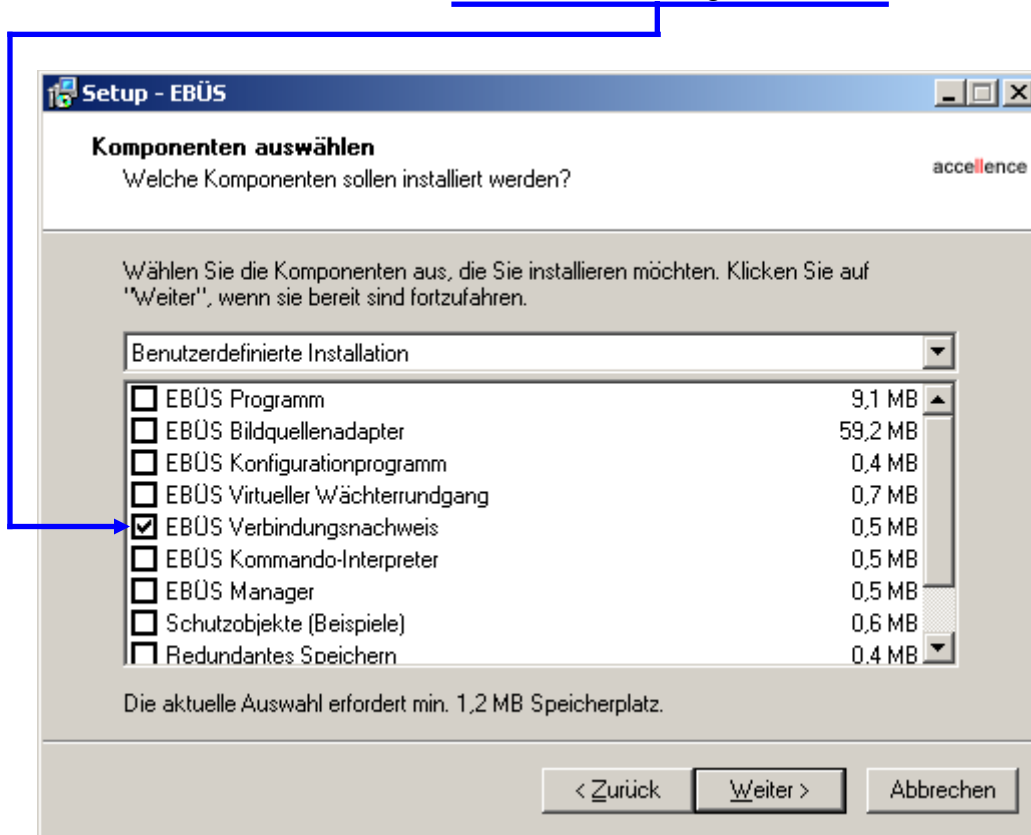 Setup - EBÜS
Komponenten auswählen
Welche Komponenten sollen installiert werden?
accellence
Wählen Sie die Komponenten aus, die Sie installieren möchten. Klicken Sie auf
"Weiter", wenn sie bereit sind fortzufahren.
Benutzerdefinierte Installation
EBÜS Programm 9,1 MB
EBÜS Bildquellenadapter 59,2 MB
EBÜS Konfigurationprogramm 0,4 MB
EBÜS Virtueller Wächterrundgang 0,7 MB
EBÜS Verbindungsnachweis 0,5 MB
EBÜS Kommando-Interpreter 0,5 MB
EBÜS Manager 0,5 MB
Schutzobjekte (Beispiele) 0,6 MB
Redundantes Speichern 0,4 MB
Die aktuelle Auswahl erfordert min. 1,2 MB Speicherplatz.
< Zurück Weiter > Abbrechen